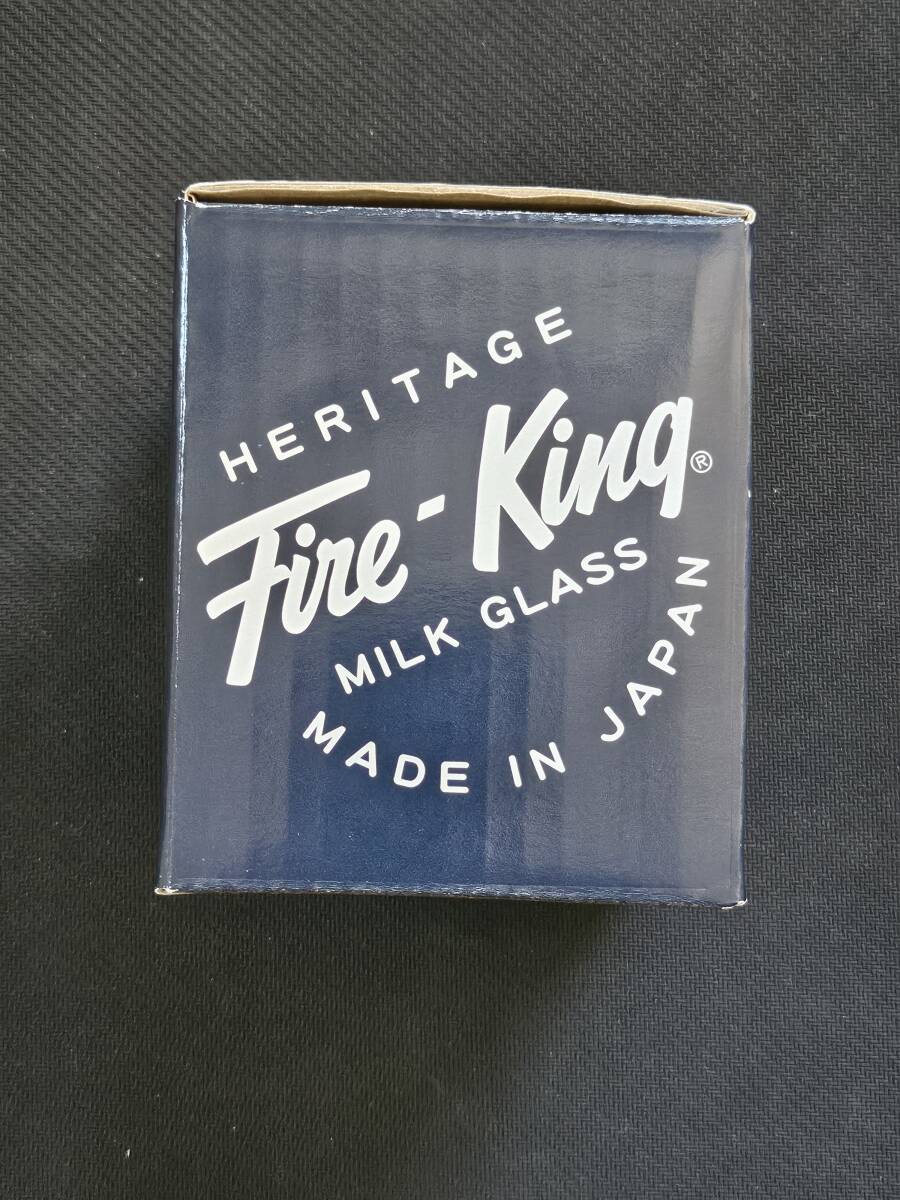 HERITAGE
Fire-King®
MILK GLASS
MADE IN JAPAN